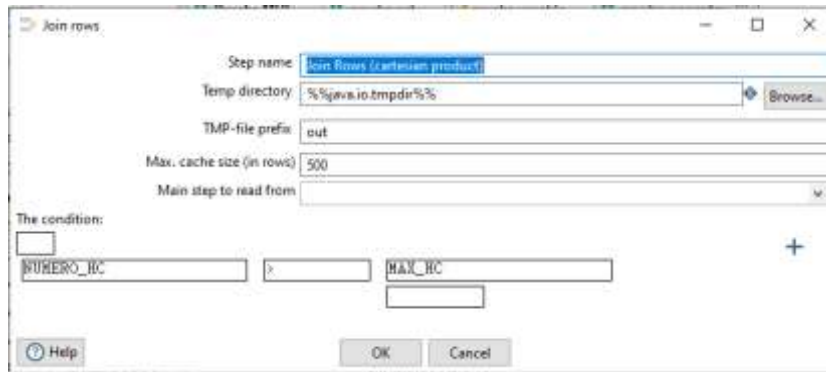 Join rows
Step name Join Rows (cartesian product)
Temp directory %%java.io.tmpdir%% Browse...
TMP-file prefix out
Max. cache size (in rows) 500
Main step to read from
The condition:
NUMERO_HC > MAX_HC
Help OK Cancel